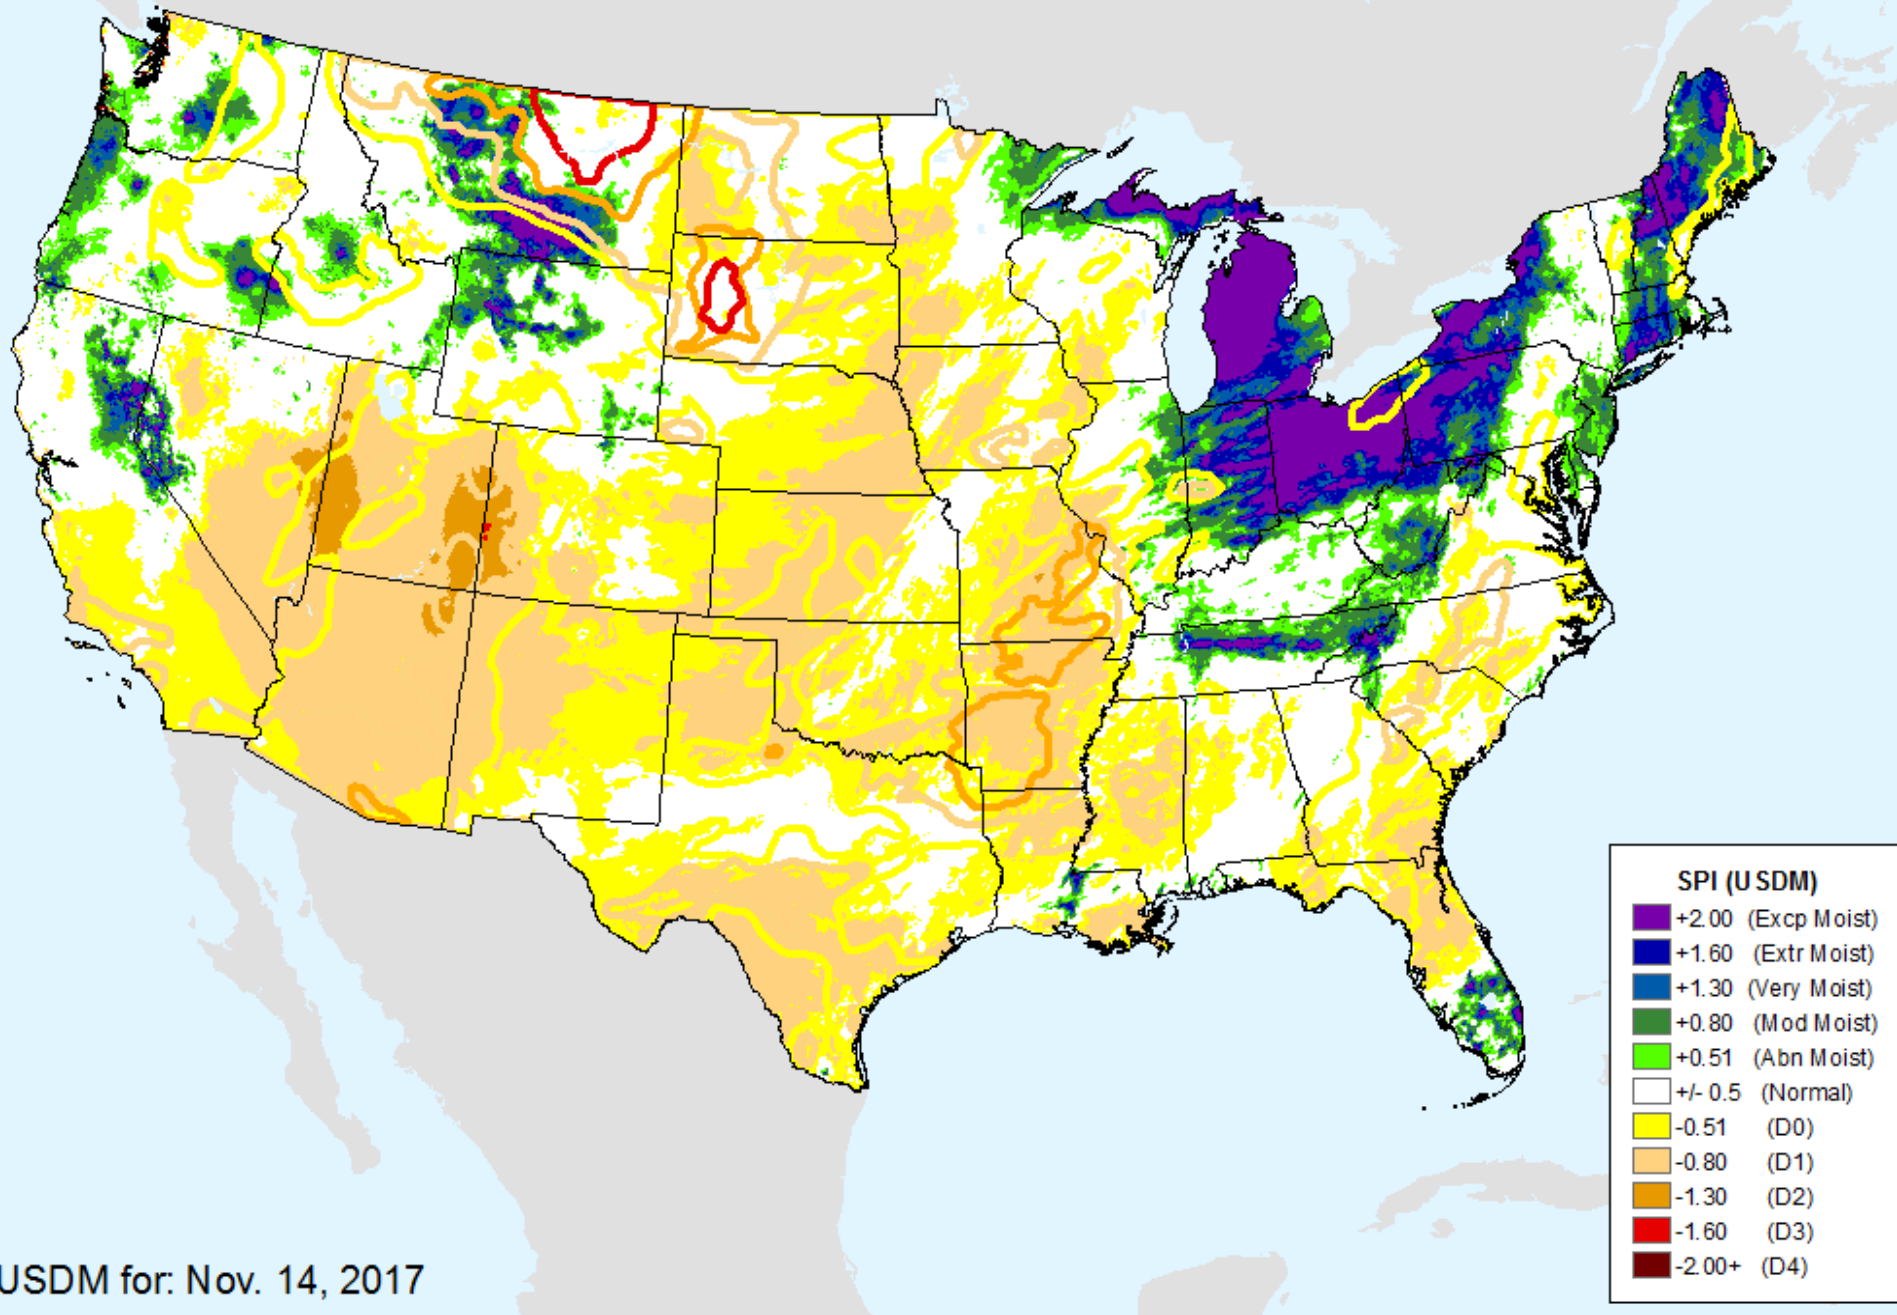 SPI (USDM)
+2.00 (Excp Moist)
+1.60 (Extr Moist)
+1.30 (Very Moist)
+0.80 (Mod Moist)
+0.51 (Abn Moist)
+/- 0.5 (Normal)
-0.51 (D0)
-0.80 (D1)
-1.30 (D2)
-1.60 (D3)
-2.00+ (D4)
USDM for: Nov. 14, 2017